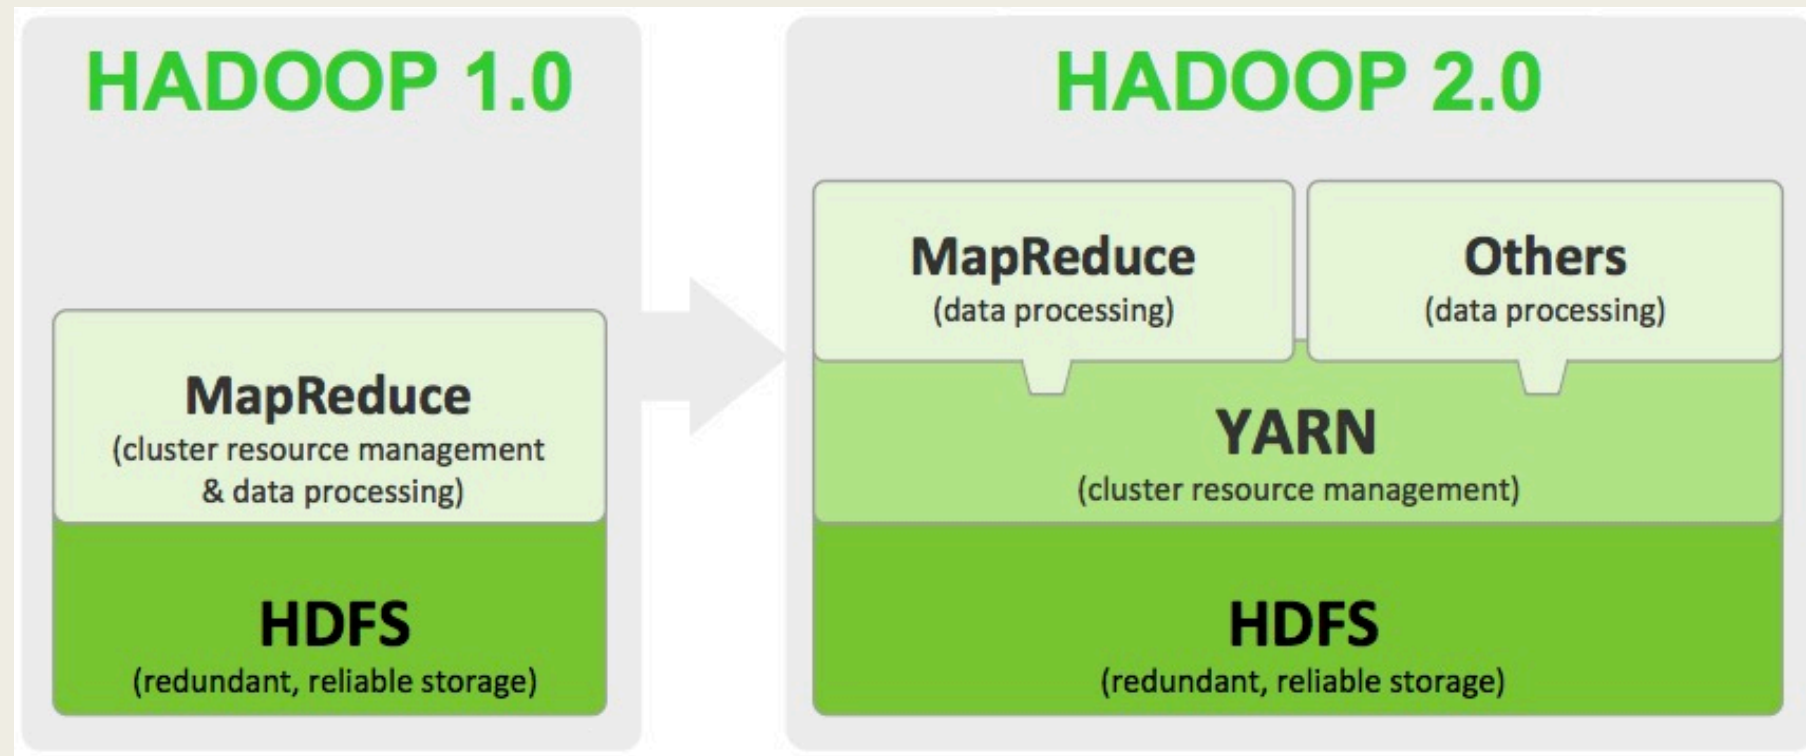 HADOOP 1.0
MapReduce
(cluster resource management
& data processing)
HDFS
(redundant, reliable storage)
HADOOP 2.0
MapReduce
(data processing)
Others
(data processing)
YARN
(cluster resource management)
HDFS
(redundant, reliable storage)